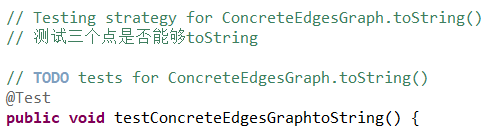 // Testing strategy for ConcreteEdgesGraph.toString()
// 测试三个点是否能够toString
// TODO tests for ConcreteEdgesGraph.toString()
@Test
public void testConcreteEdgesGraphtoString() {